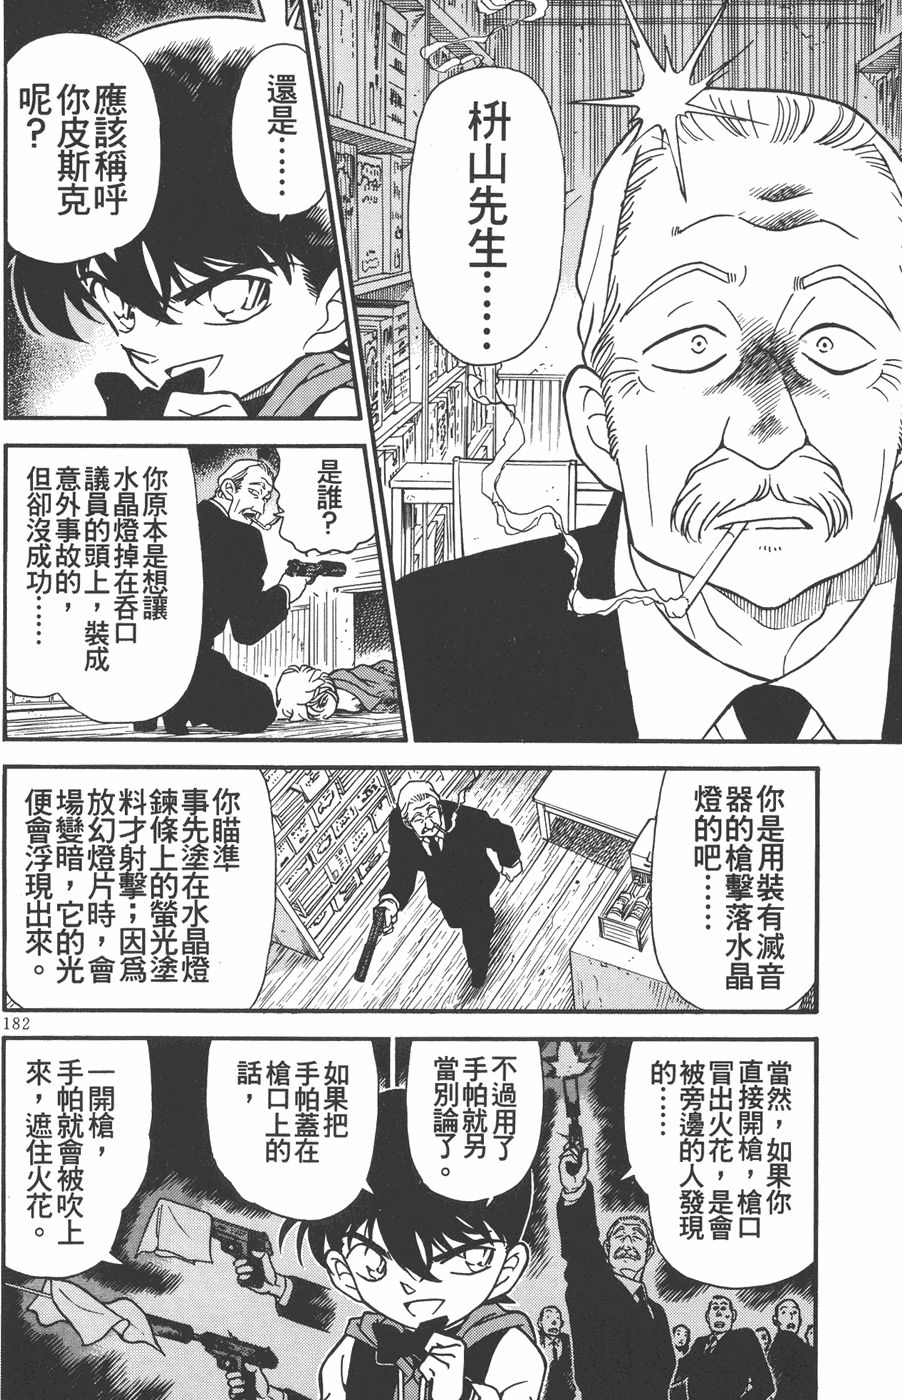 枡山先生……
還是……
應該稱呼
你皮斯克
呢？
是誰？
你原本是想讓
水晶燈掉在吞口
議員的頭上，裝成
意外事故的，
但卻沒成功……
你是用裝有滅音
器的槍擊落水晶
燈的吧……
你瞄準
事先塗在水晶燈
鍊條上的螢光塗
料才射擊；因為
放幻燈片時，會
場變暗，它的光
便會浮現出來。
182
當然，如果你
直接開槍，槍口
冒出火花，是會
被旁邊的人發現
的……
不過用了
手帕就另
當別論了。
如果把
手帕蓋在
槍口上的
話，
一開槍，
手帕就會被吹上
來，遮住火花。